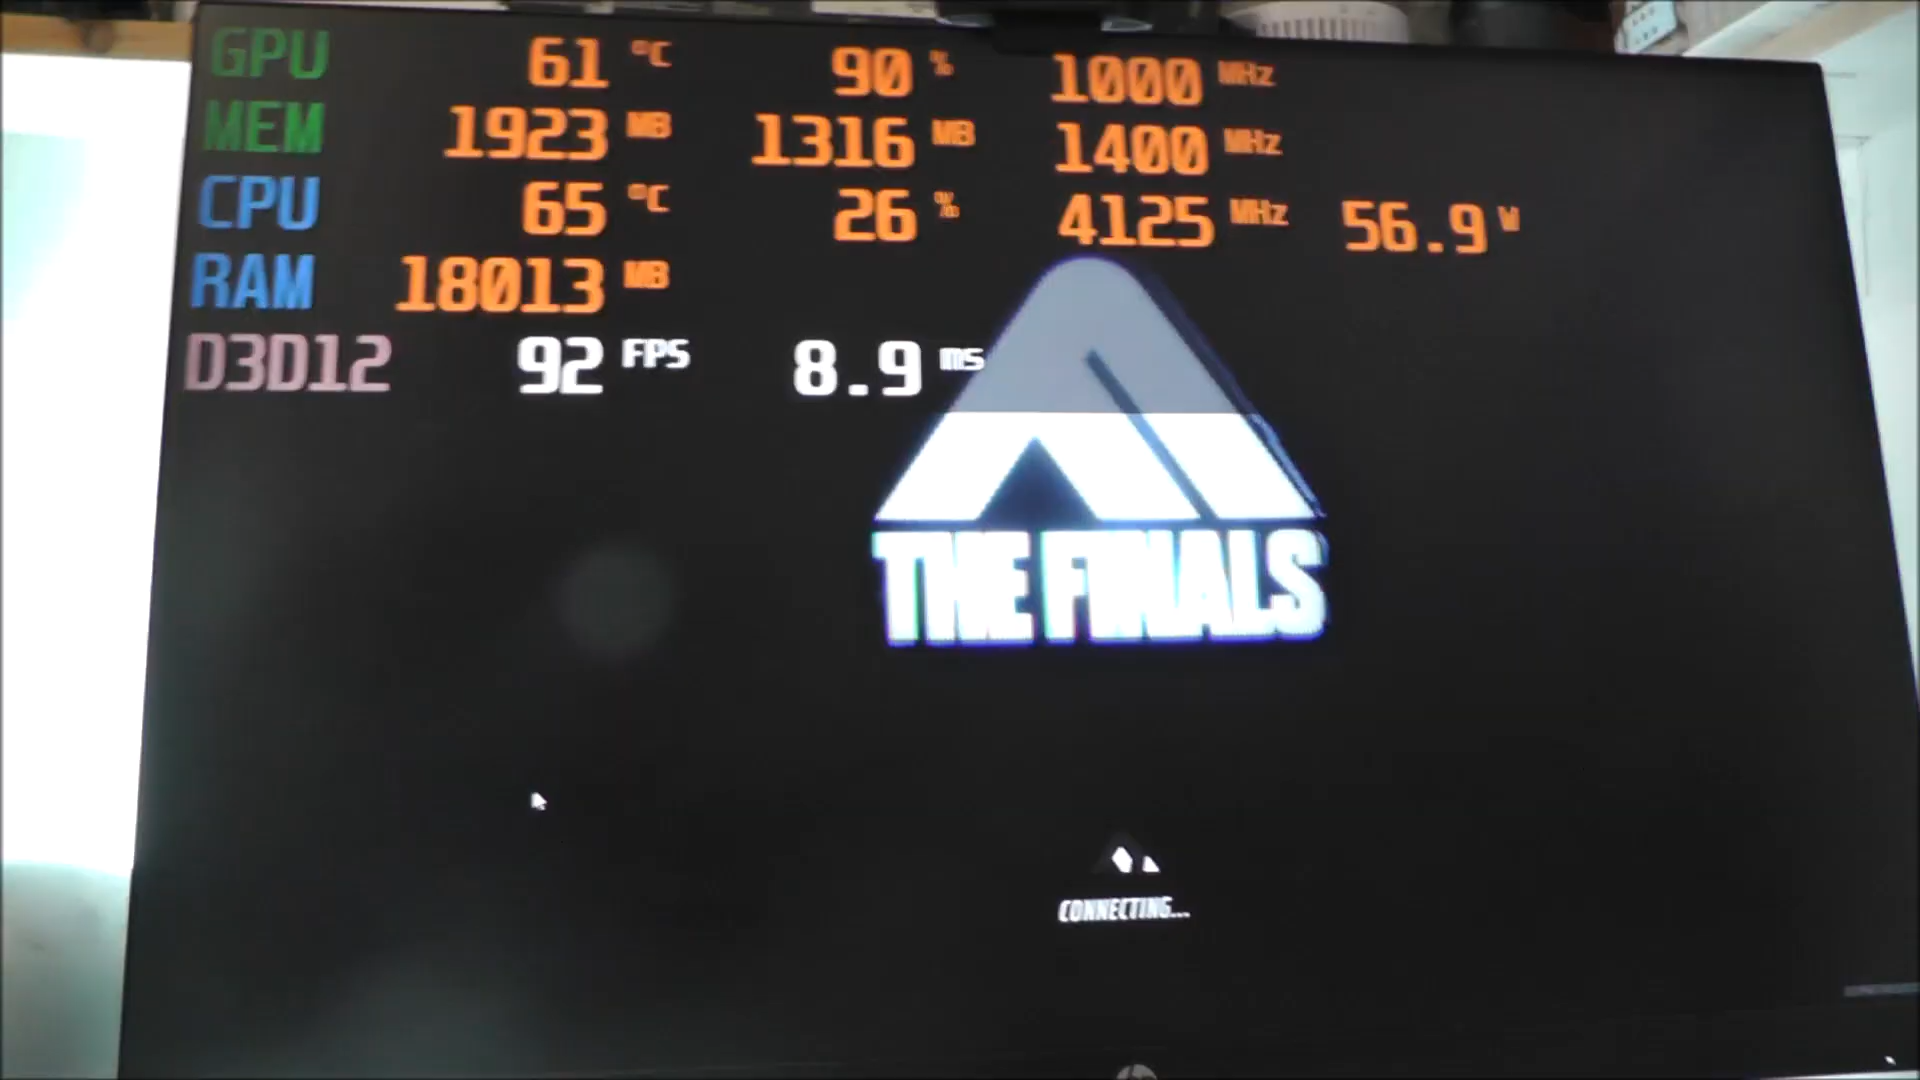 GPU 61 °C 90 % 1000 MHz
MEM 1923 MB 1316 MB 1400 MHz
CPU 65 °C 26 % 4125 MHz 56.9 W
RAM 18013 MB
D3D12 92 FPS 8.9 ms
THE FINALS
CONNECTING...